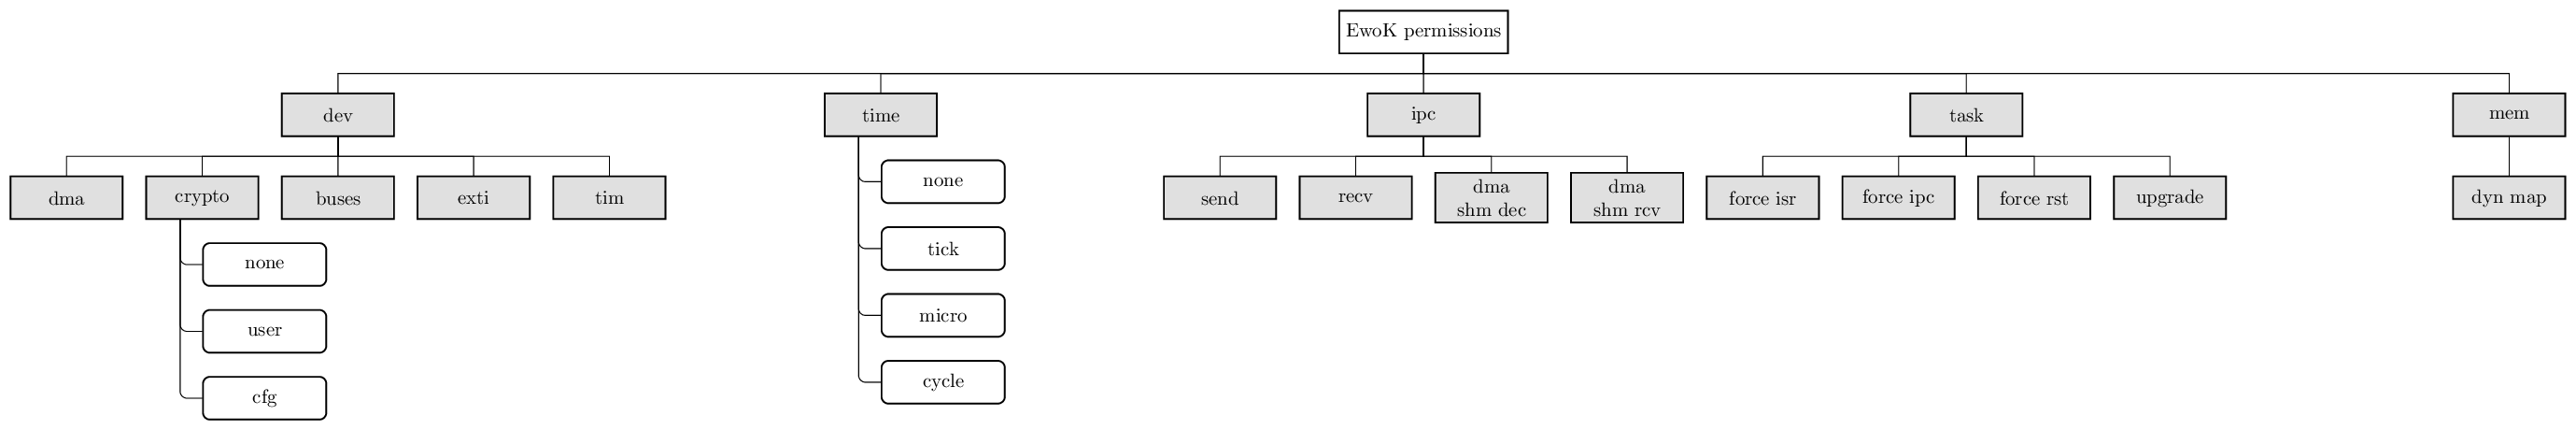 EwoK permissions
dev
time
ipc
task
mem
dma
crypto
buses
exti
tim
none
user
cfg
none
tick
micro
cycle
send
recv
dma
shm dec
dma
shm rcv
force isr
force ipc
force rst
upgrade
dyn map